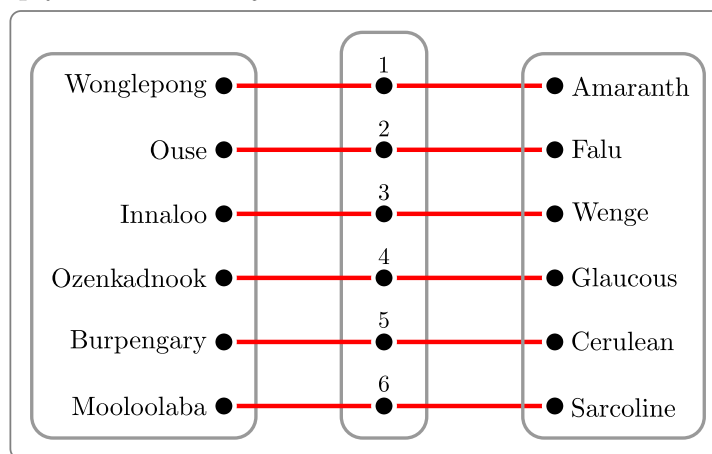 1
Wonglepong Amaranth
2
Ouse Falu
3
Innaloo Wenge
4
Ozenkadnook Glaucous
5
Burpengary Cerulean
6
Mooloolaba Sarcoline